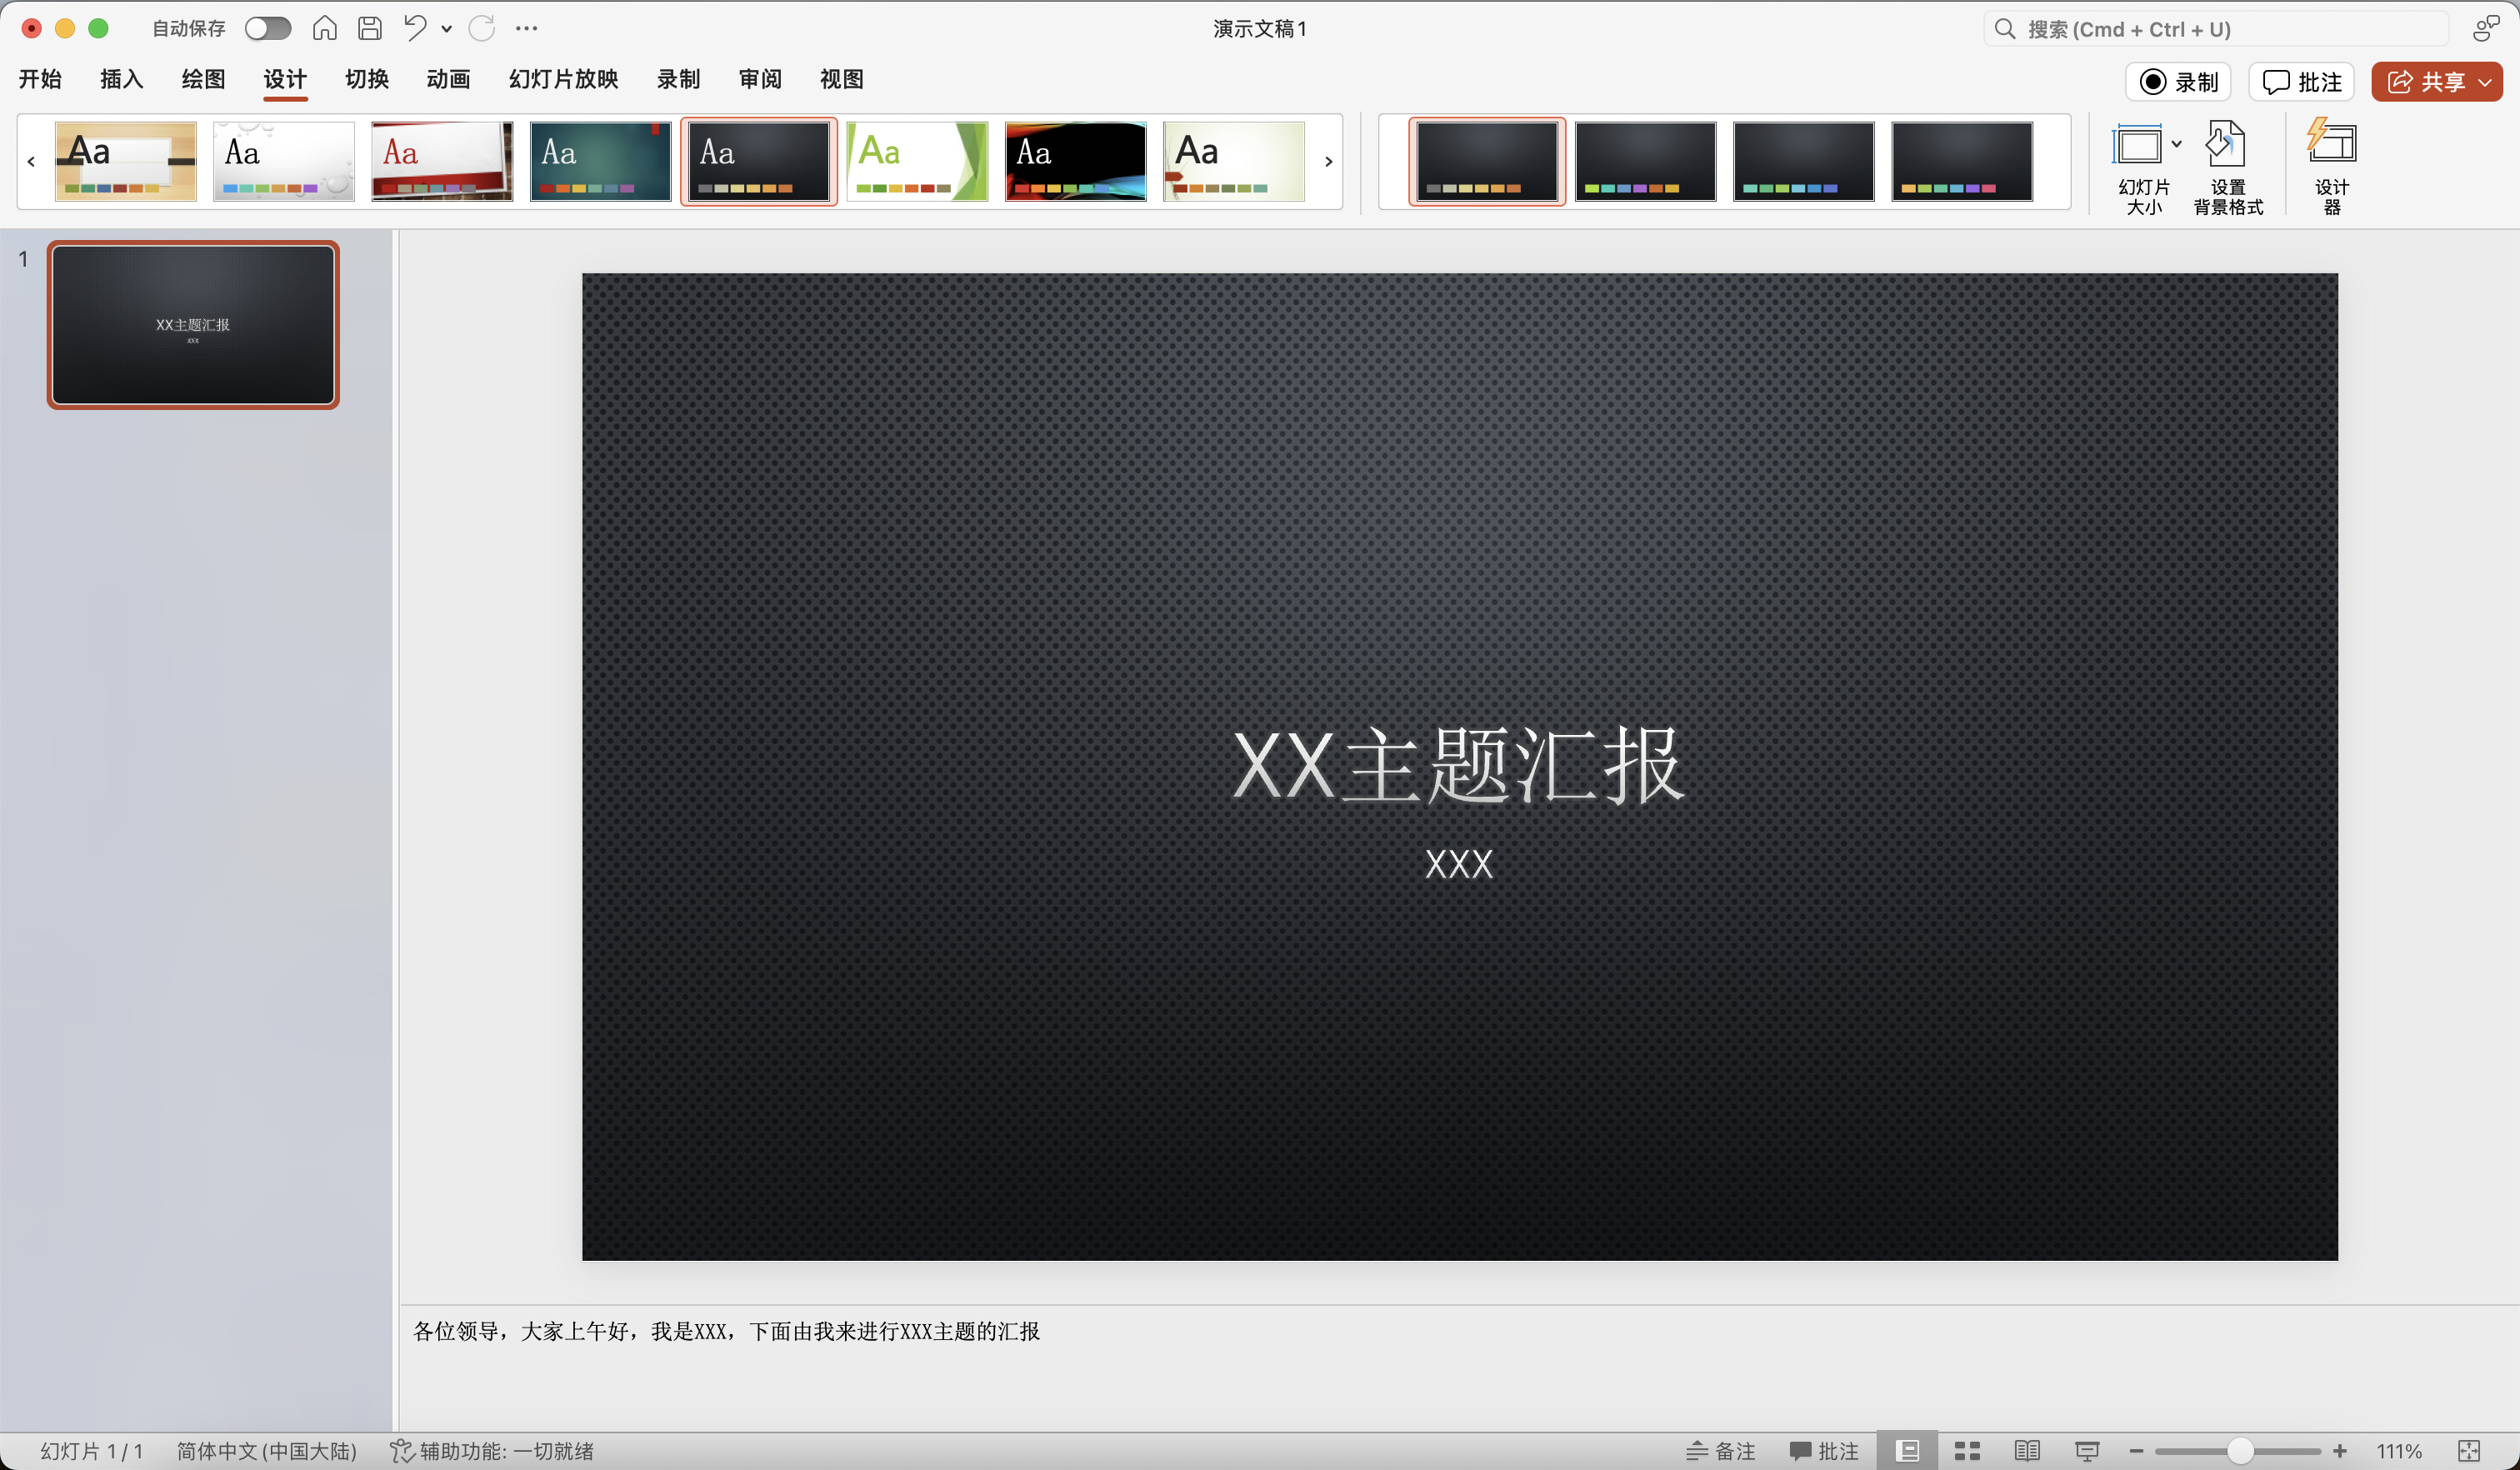 自动保存
演示文稿1
搜索 (Cmd + Ctrl + U)
开始 插入 绘图 设计 切换 动画 幻灯片放映 录制 审阅 视图
录制 批注 共享
Aa Aa Aa Aa Aa Aa Aa Aa
幻灯片
大小
设置
背景格式
设计
器
1
XX主题汇报
XXX
XX主题汇报
XXX
各位领导，大家上午好，我是XXX，下面由我来进行XXX主题的汇报
幻灯片 1 / 1 简体中文 (中国大陆) 辅助功能: 一切就绪 备注 批注 111%